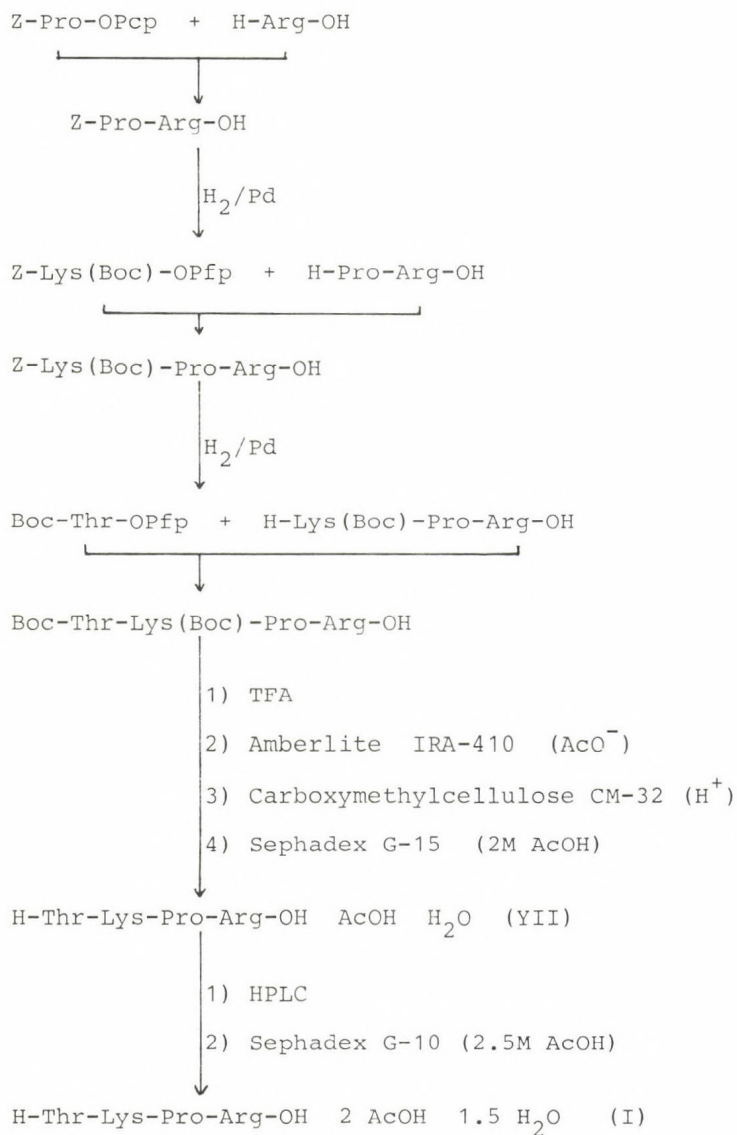 Z-Pro-OPcp + H-Arg-OH
Z-Pro-Arg-OH
H₂/Pd
Z-Lys(Boc)-OPfp + H-Pro-Arg-OH
Z-Lys(Boc)-Pro-Arg-OH
H₂/Pd
Boc-Thr-OPfp + H-Lys(Boc)-Pro-Arg-OH
Boc-Thr-Lys(Boc)-Pro-Arg-OH
1) TFA
2) Amberlite IRA-410 (AcO⁻)
3) Carboxymethylcellulose CM-32 (H⁺)
4) Sephadex G-15 (2M AcOH)
H-Thr-Lys-Pro-Arg-OH AcOH H₂O (YII)
1) HPLC
2) Sephadex G-10 (2.5M AcOH)
H-Thr-Lys-Pro-Arg-OH 2 AcOH 1.5 H₂O (I)